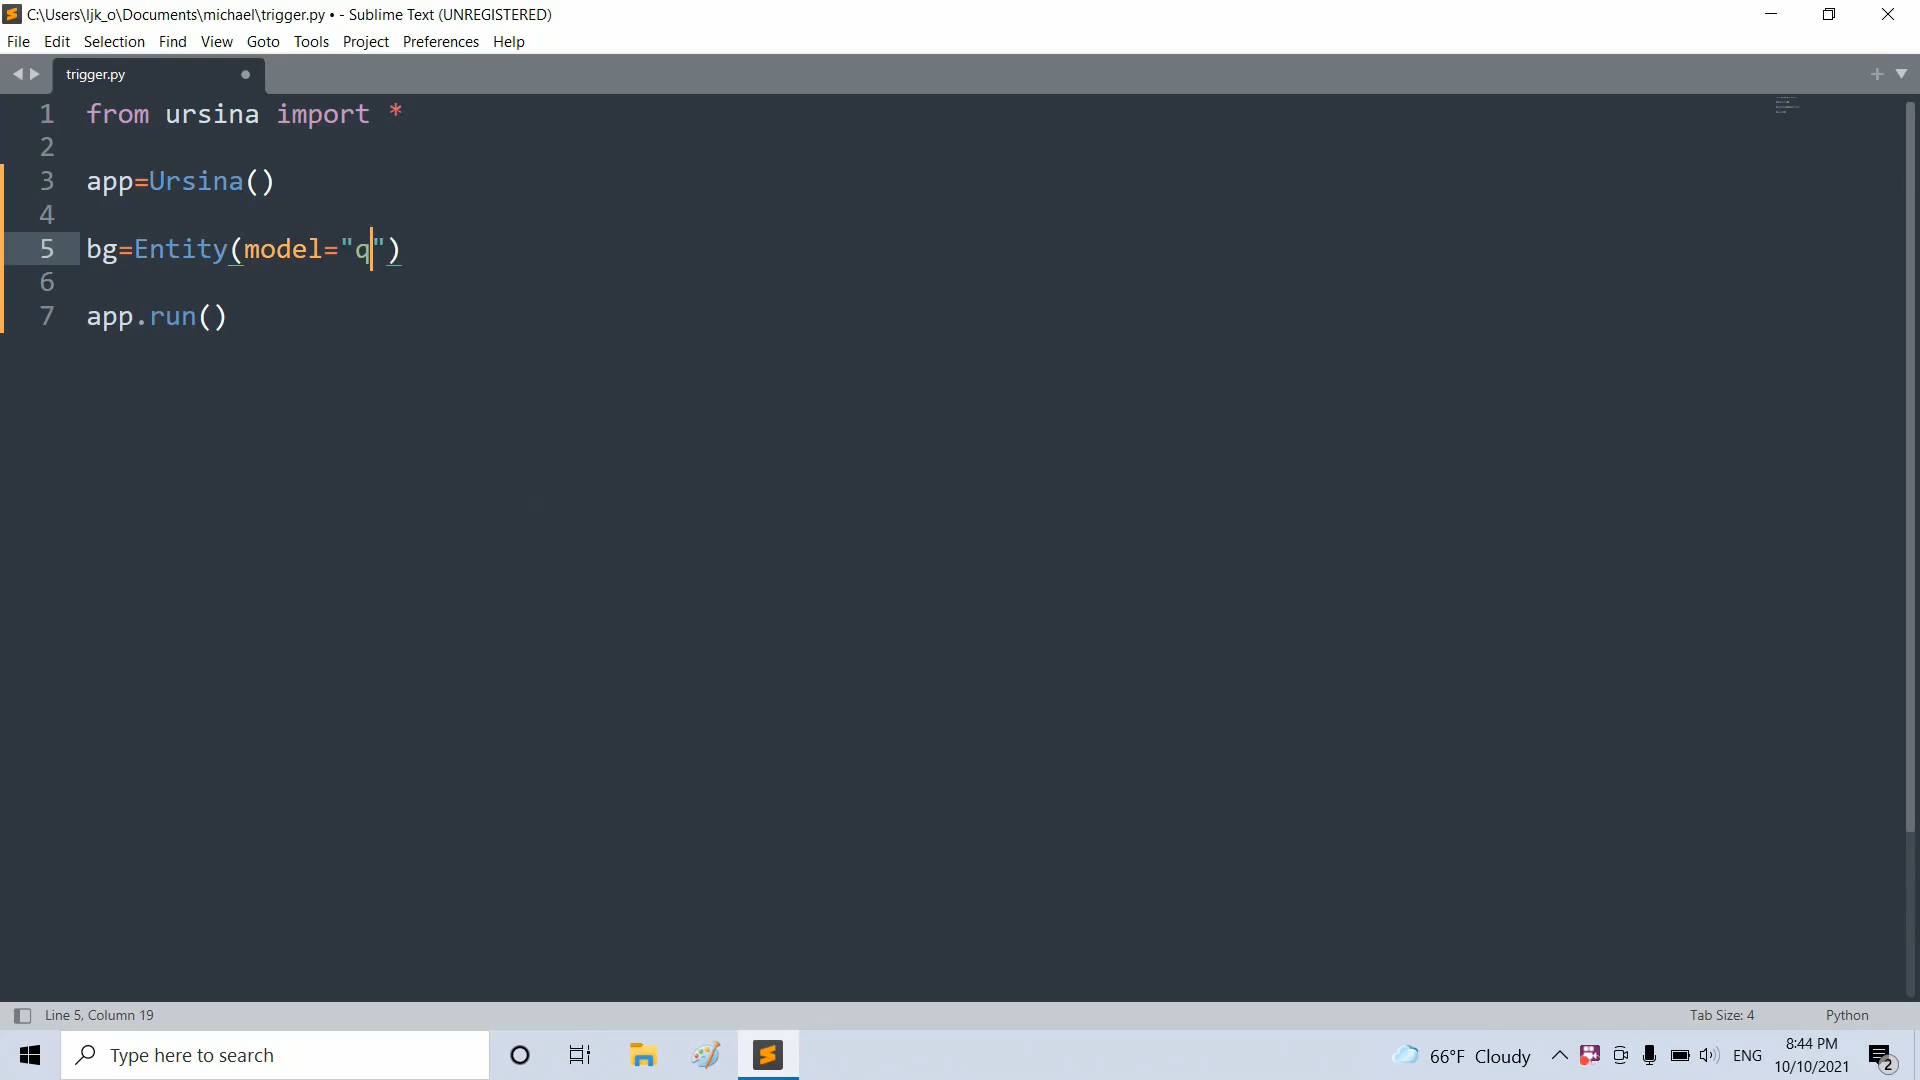 C:\Users\ljk_o\Documents\michael\trigger.py • - Sublime Text (UNREGISTERED)
File Edit Selection Find View Goto Tools Project Preferences Help
trigger.py
1 from ursina import *
2
3 app=Ursina()
4
5 bg=Entity(model="q")
6
7 app.run()
Line 5, Column 19 Tab Size: 4 Python
Type here to search 66°F Cloudy ENG 8:44 PM
10/10/2021 2